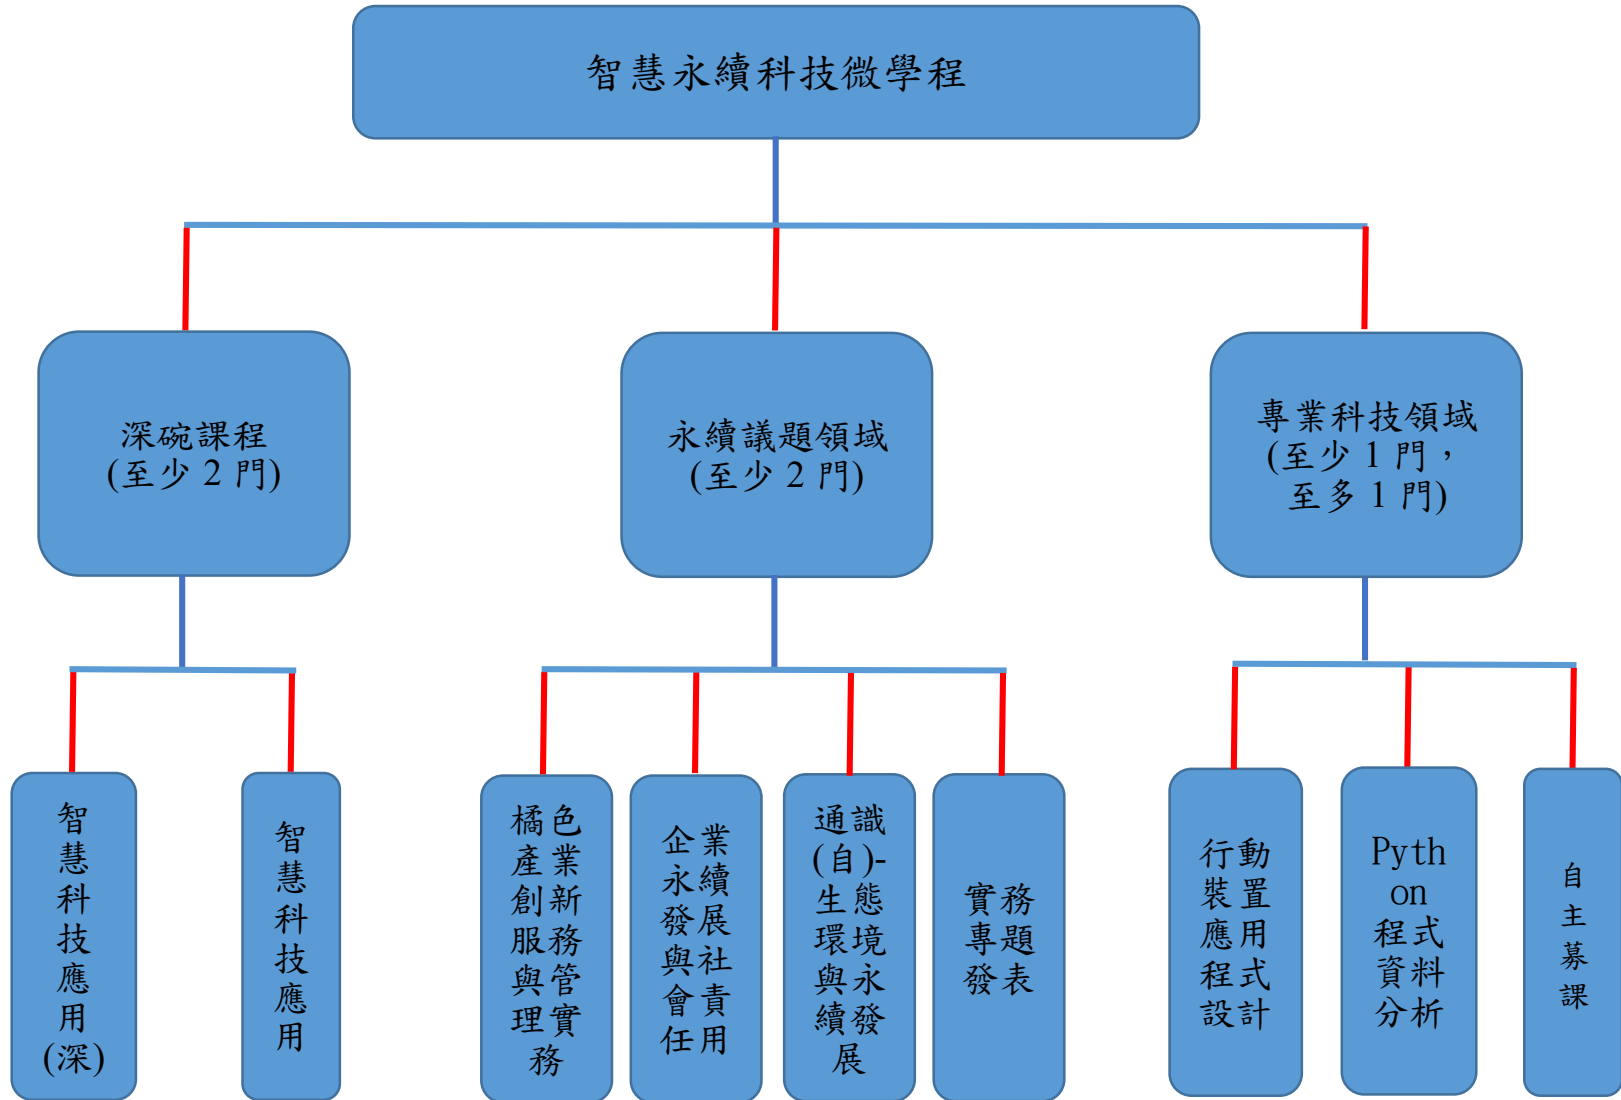 智慧永續科技微學程
深碗課程
(至少 2 門)
永續議題領域
(至少 2 門)
專業科技領域
(至少 1 門，
至多 1 門)
智
慧
科
技
應
用
(深)
智
慧
科
技
應
用
橘色
產業
創新
服務
與管
理實
務
企業
永續
發展
與社
會責
任用
通識
(自)-
生態
環境
與永
續發
展
實務
專題
發表
行動
裝置
應用
程式
設計
Pyth
on
程式
資料
分析
自
主
募
課